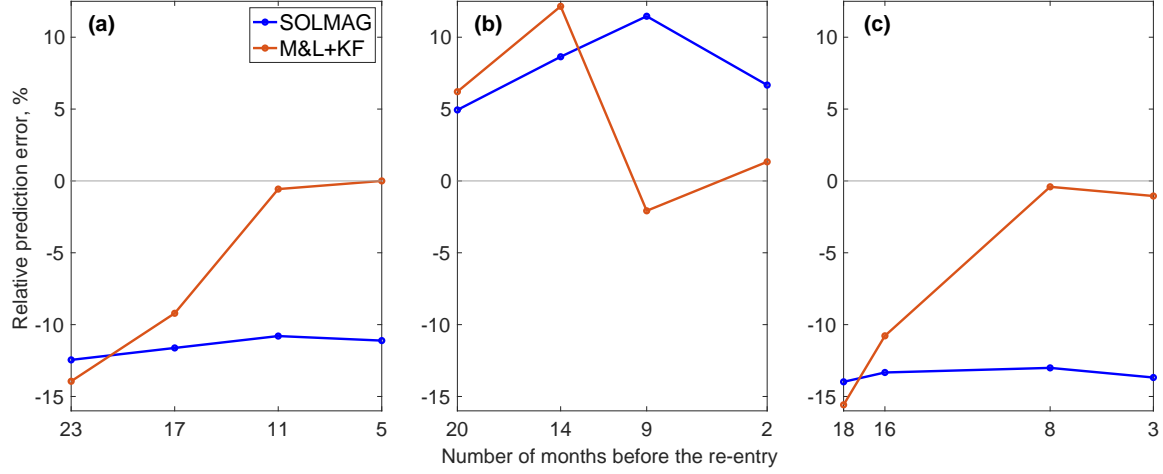 Relative prediction error, %
(a)
SOLMAG
M&L+KF
10
5
0
-5
-10
-15
23 17 11 5
(b)
10
5
0
-5
-10
-15
20 14 9 2
(c)
10
5
0
-5
-10
-15
18 16 8 3
Number of months before the re-entry